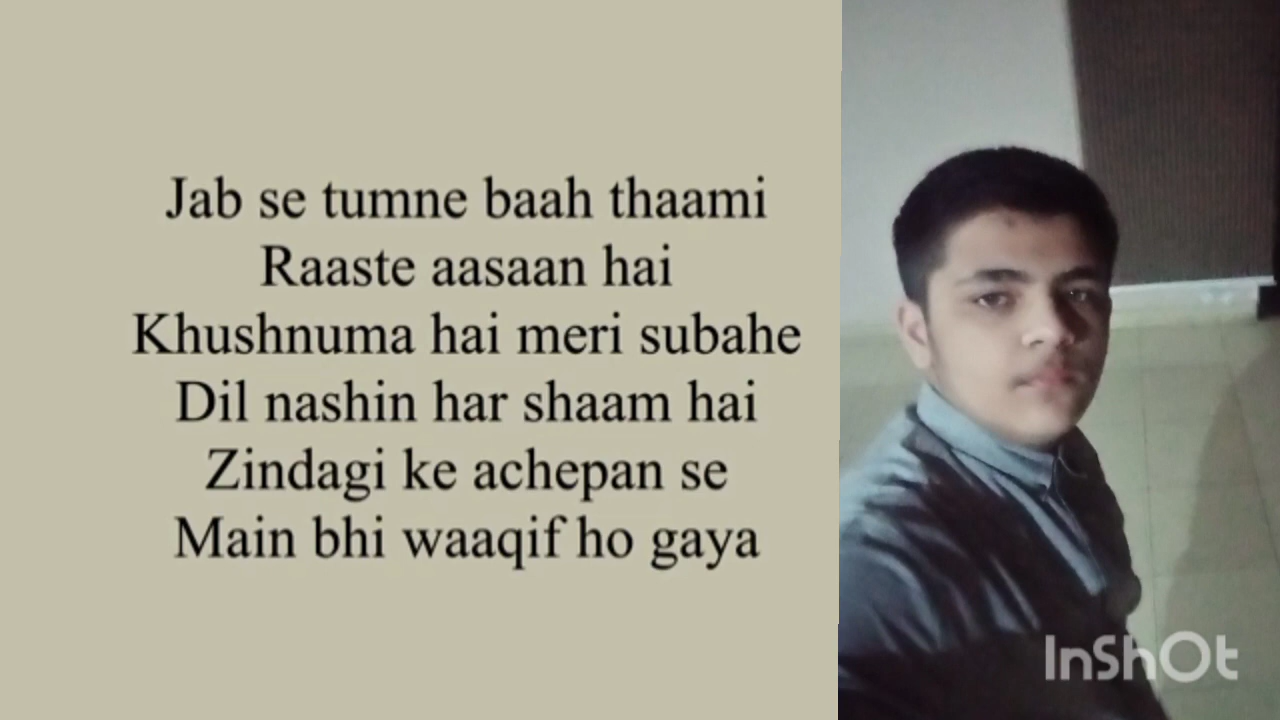 Jab se tumne baah thaami
Raaste aasaan hai
Khushnuma hai meri subahe
Dil nashin har shaam hai
Zindagi ke achepan se
Main bhi waaqif ho gaya
InShOt